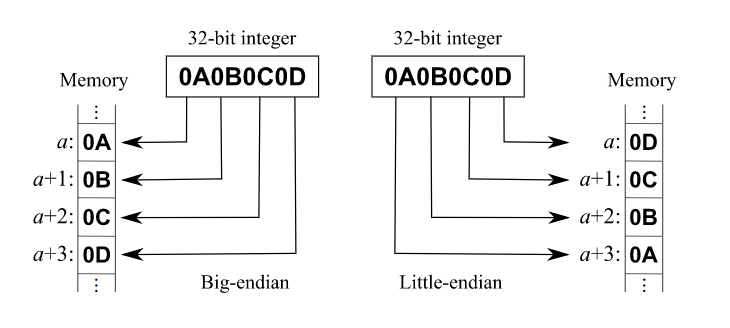 32-bit integer
32-bit integer
0A0B0C0D
0A0B0C0D
Memory
Memory
⋮
⋮
a: 0A
a: 0D
a+1: 0B
a+1: 0C
a+2: 0C
a+2: 0B
a+3: 0D
a+3: 0A
⋮
⋮
Big-endian
Little-endian